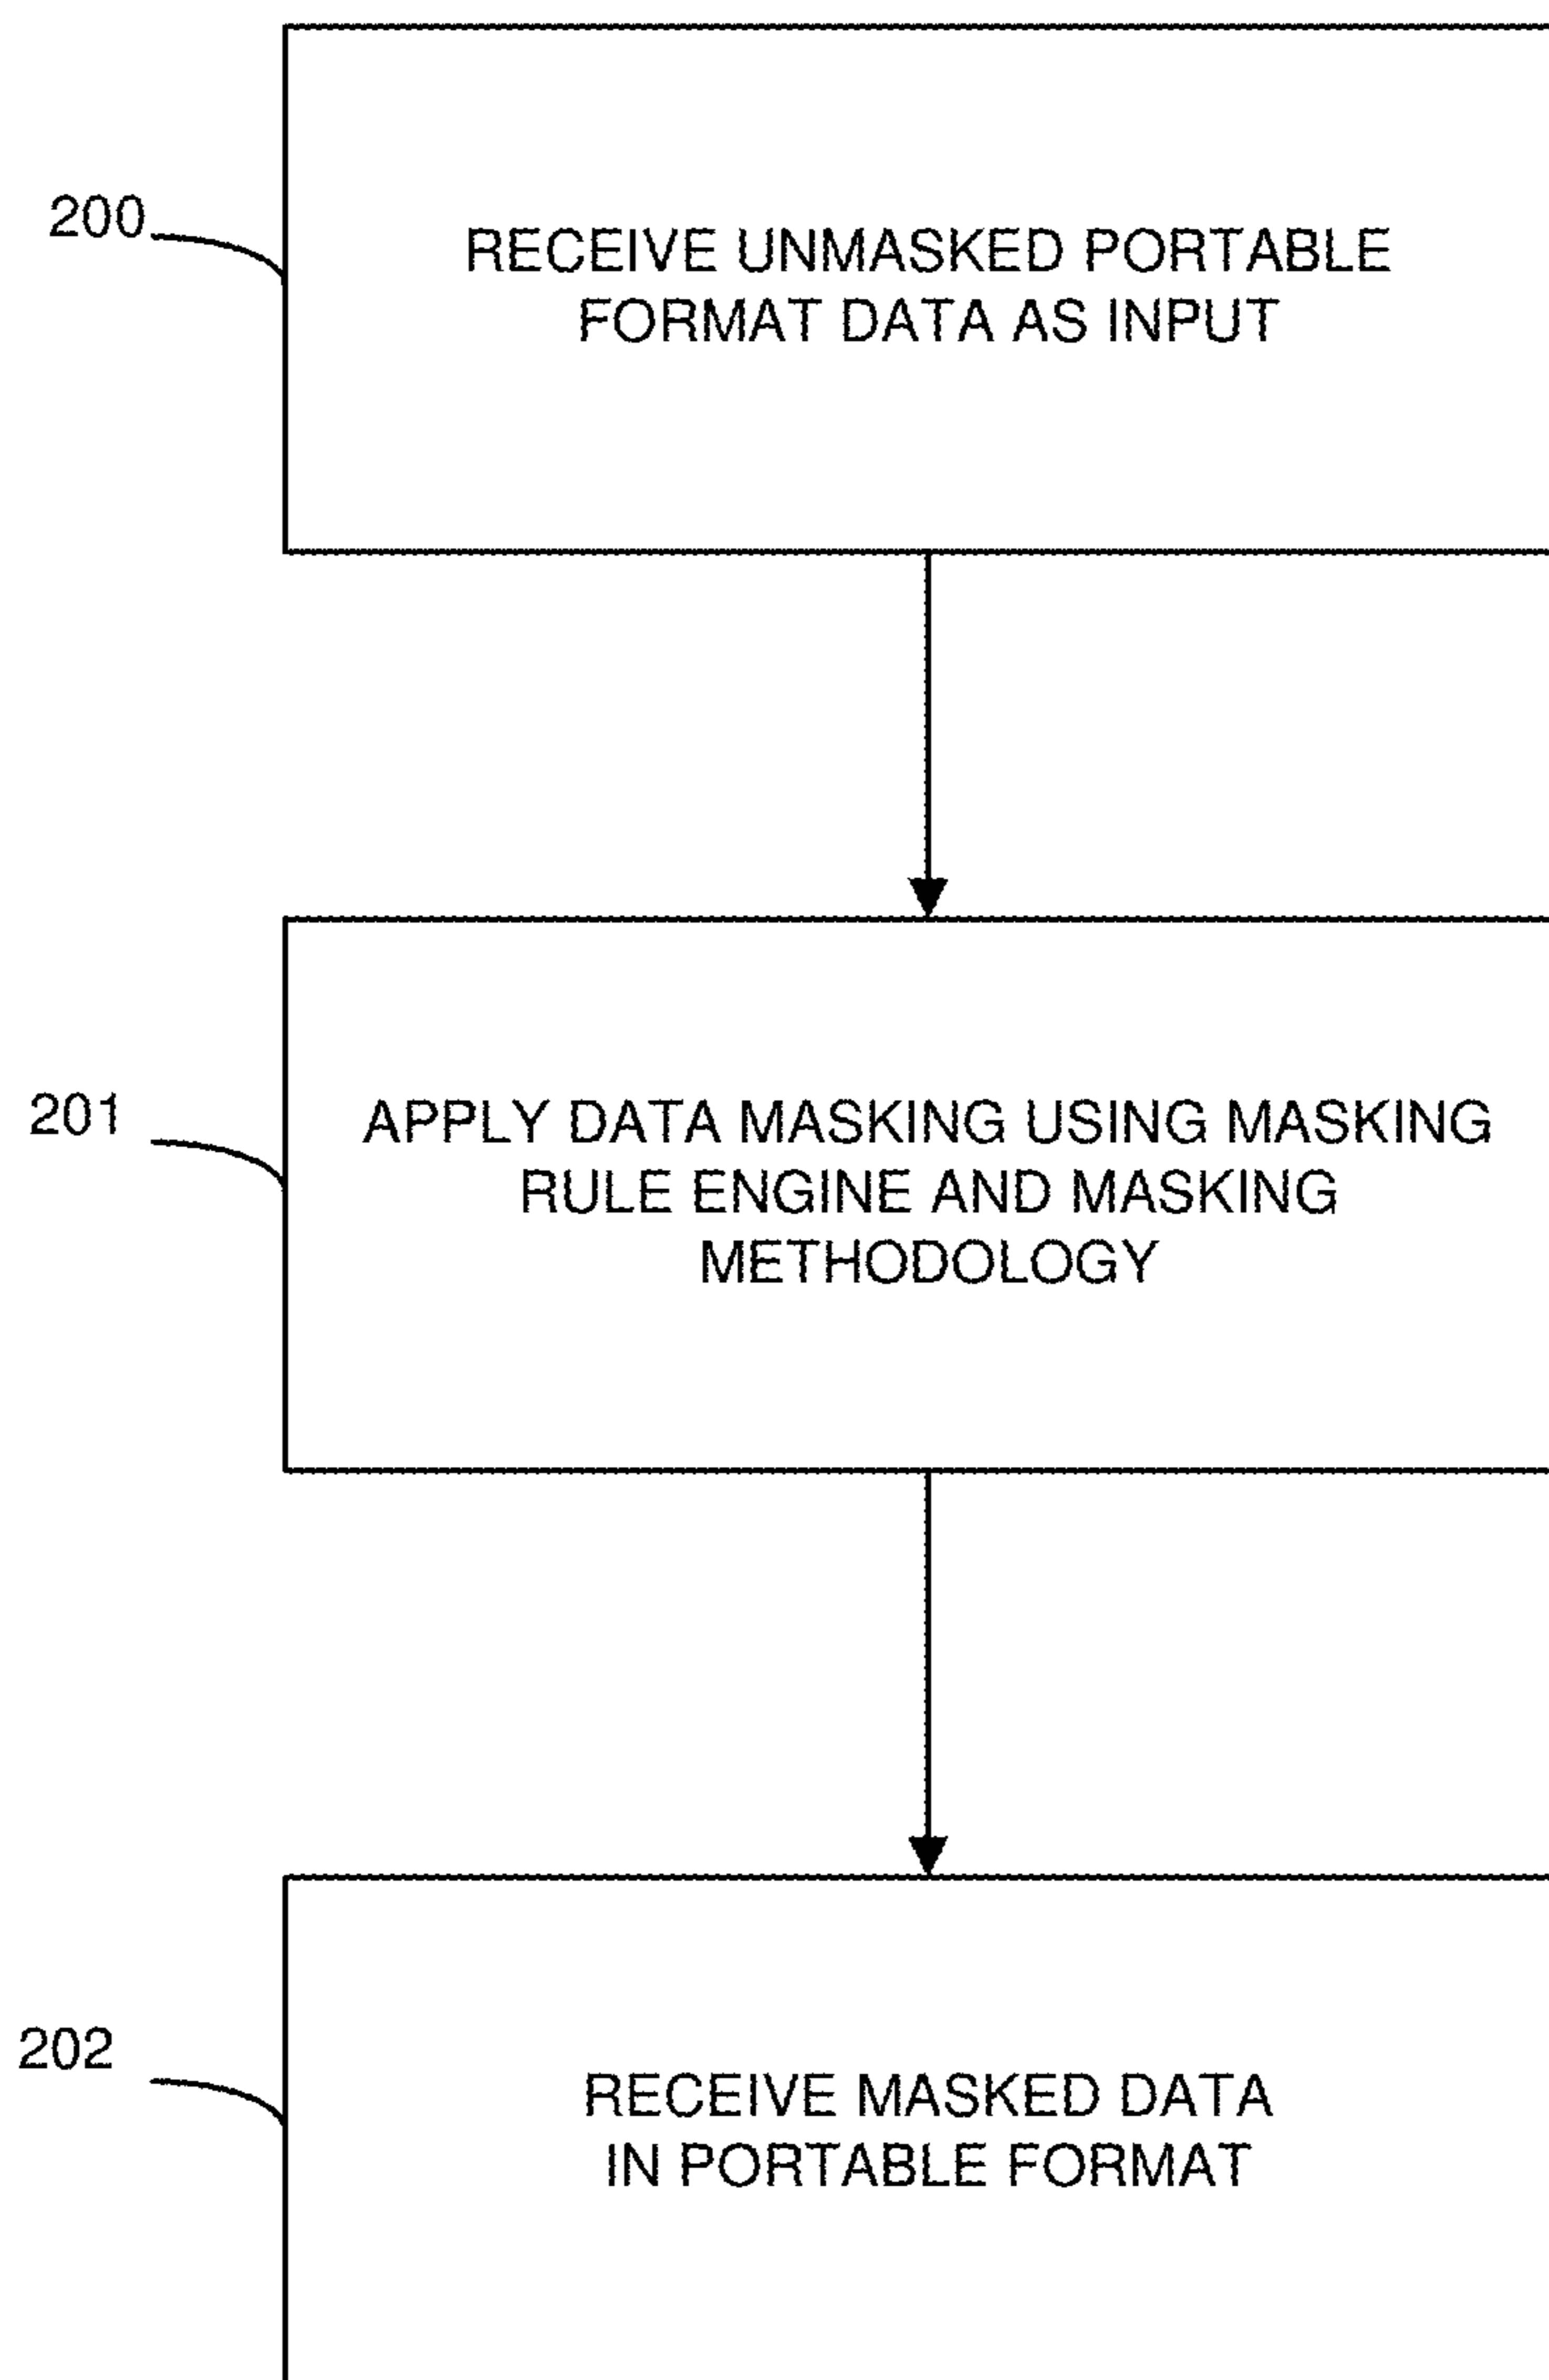 200
RECEIVE UNMASKED PORTABLE
FORMAT DATA AS INPUT
201
APPLY DATA MASKING USING MASKING
RULE ENGINE AND MASKING
METHODOLOGY
202
RECEIVE MASKED DATA
IN PORTABLE FORMAT